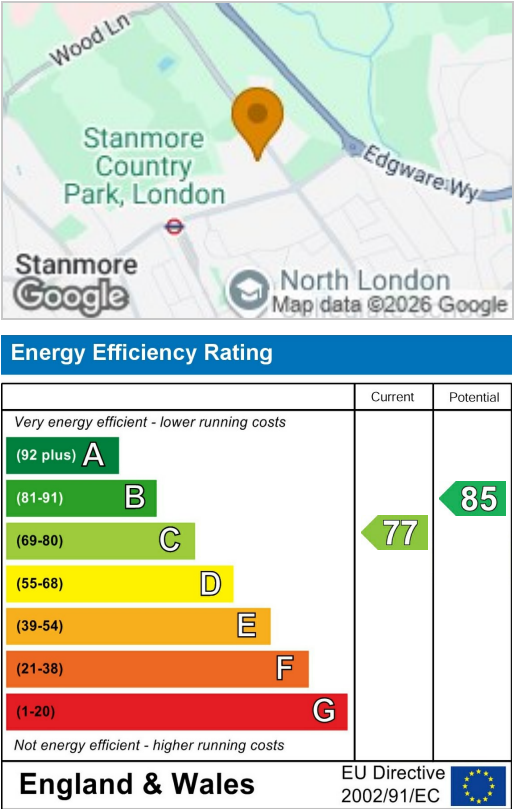 Wood Ln
Stanmore
Country
Park, London
Edgware Wy
Stanmore
Google
North London
Collegiate School
Map data ©2026 Google
Energy Efficiency Rating
Current Potential
Very energy efficient - lower running costs
(92 plus) A
(81-91) B
85
(69-80) C
77
(55-68) D
(39-54) E
(21-38) F
(1-20) G
Not energy efficient - higher running costs
England & Wales
EU Directive
2002/91/EC